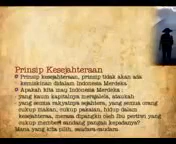 Prinsip Kesejahteraan
Prinsip kesejahteraan, prinsip tidak akan ada
kemiskinan didalam Indonesia Merdeka
Apakah kita mau Indonesia Merdeka :
yang kaum kapitalnya merajalela, ataukah
yang semua rakyatnya sejahtera, yang semua orang
cukup makan, cukup pakaian, hidup dalam
kesejahteraan, merasa dipangku oleh Ibu pertiwi yang
cukup memberi sandang pangan kepadanya?
Mana yang kita pilih, saudara-saudara